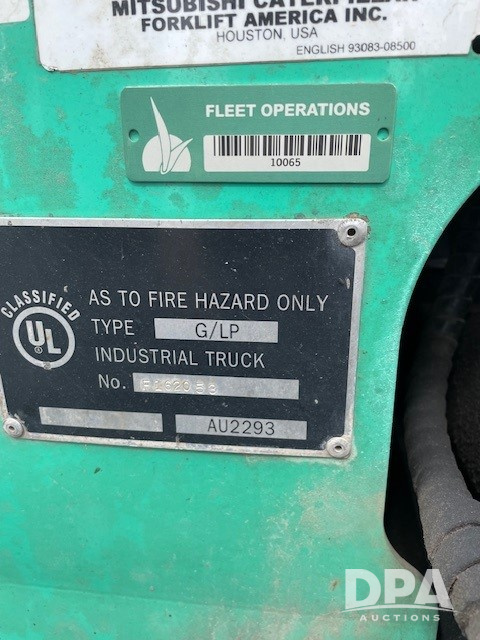 MITSUBISHI CATERPILLAR
FORKLIFT AMERICA INC.
HOUSTON, USA
ENGLISH 93083-08500
FLEET OPERATIONS
10065
CLASSIFIED
UL
AS TO FIRE HAZARD ONLY
TYPE G/LP
INDUSTRIAL TRUCK
No.
AU2293
DPA
AUCTIONS